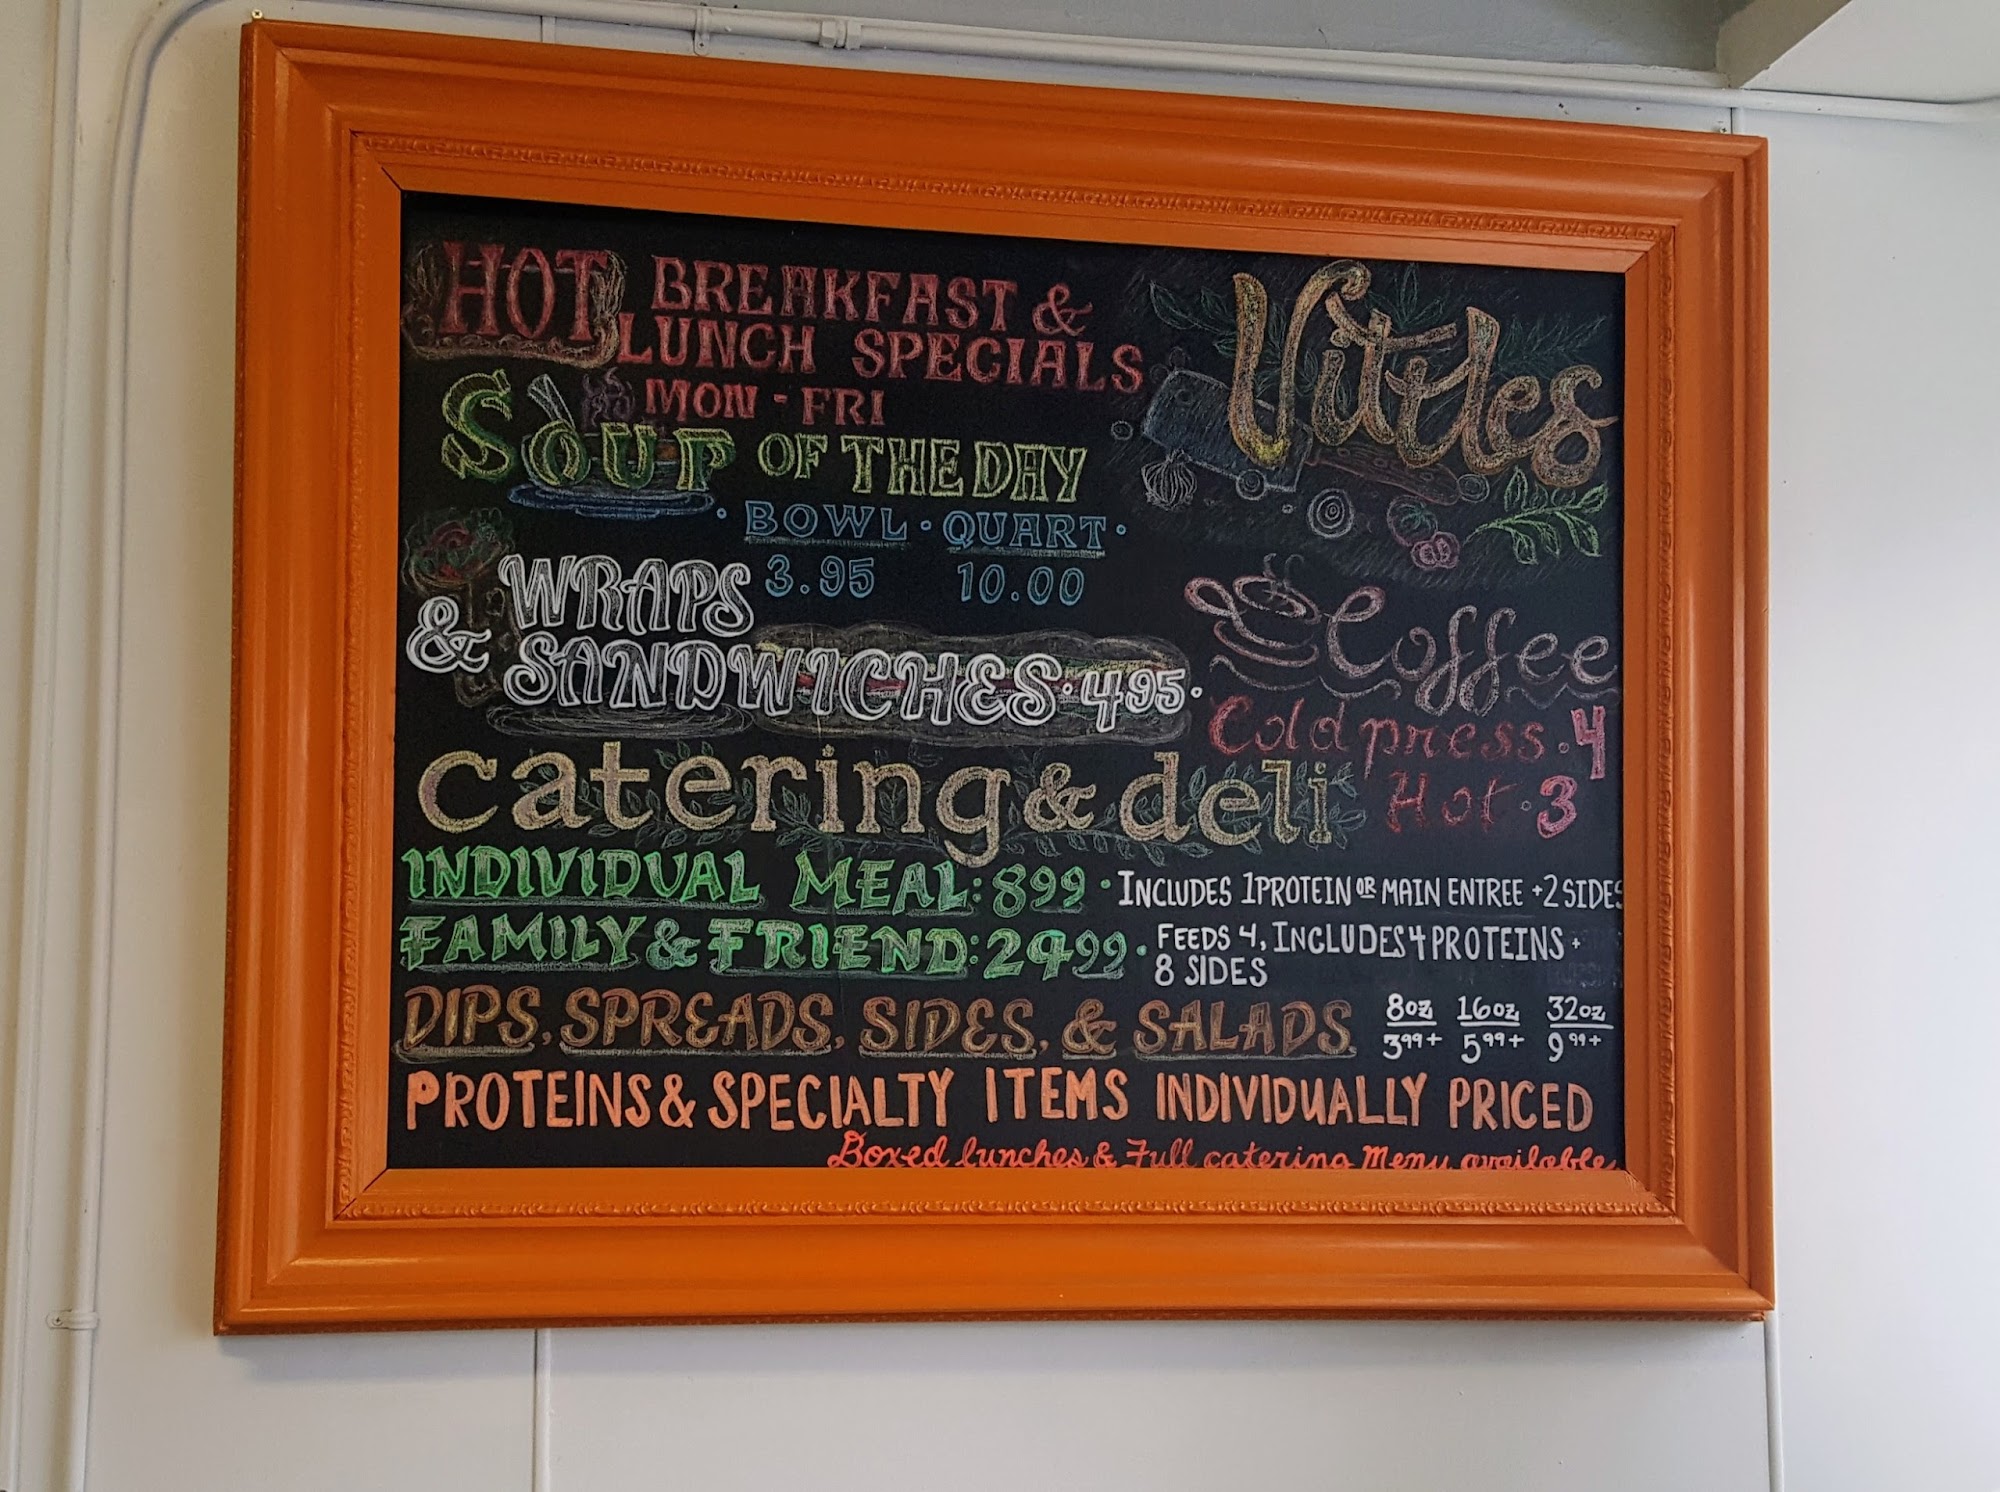 HOT BREAKFAST &
LUNCH SPECIALS
MON - FRI
SOUP OF THE DAY
· BOWL · QUART ·
3.95 10.00
WRAPS
& SANDWICHES · 495 ·
Vittles
Coffee
Cold press · 4
Hot · 3
catering & deli
INDIVIDUAL MEAL: 899 · INCLUDES 1 PROTEIN OR MAIN ENTREE + 2 SIDES
FAMILY & FRIEND: 2499 · FEEDS 4, INCLUDES 4 PROTEINS +
8 SIDES
DIPS, SPREADS, SIDES, & SALADS 8oz 16oz 32oz
399+ 599+ 999+
PROTEINS & SPECIALTY ITEMS INDIVIDUALLY PRICED
Boxed lunches & Full catering Menu available